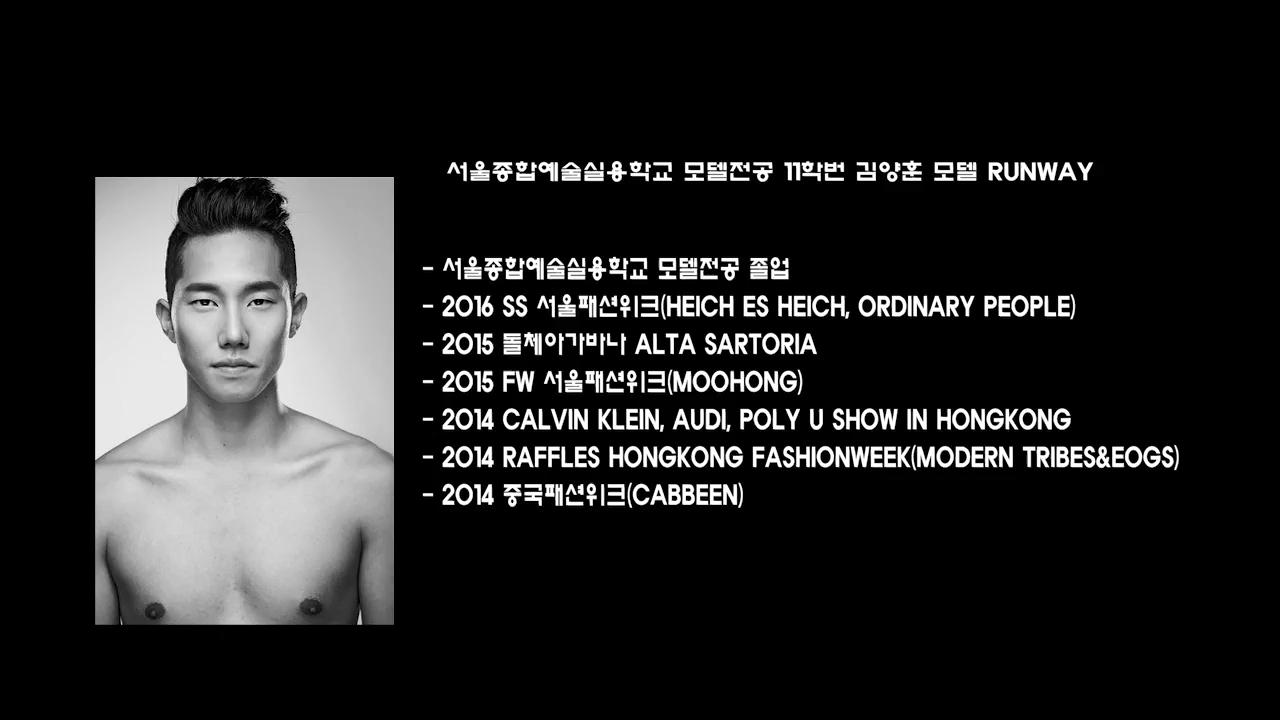 서울종합예술실용학교 모델전공 11학번 김양훈 모델 RUNWAY
- 서울종합예술실용학교 모델전공 졸업
- 2016 SS 서울패션위크(HEICH ES HEICH, ORDINARY PEOPLE)
- 2015 돌체아가바나 ALTA SARTORIA
- 2015 FW 서울패션위크(MOOHONG)
- 2014 CALVIN KLEIN, AUDI, POLY U SHOW IN HONGKONG
- 2014 RAFFLES HONGKONG FASHIONWEEK(MODERN TRIBES&EOGS)
- 2014 중국패션위크(CABBEEN)